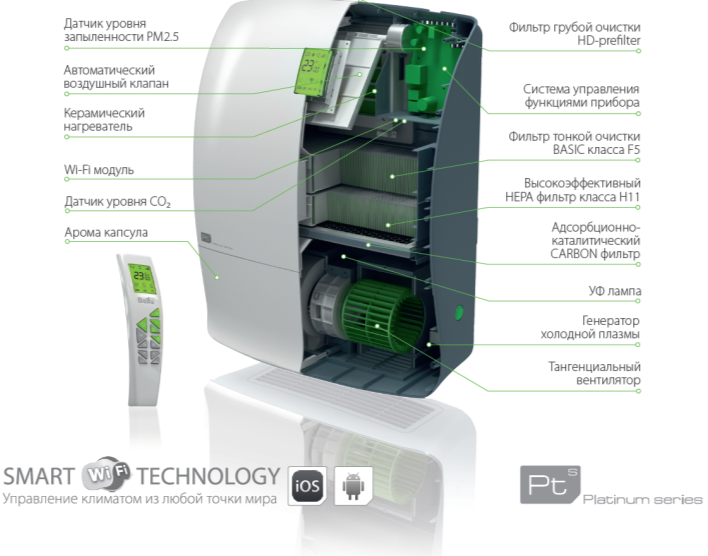 Датчик уровня
запыленности PM2.5
Автоматический
воздушный клапан
Керамический
нагреватель
Wi-Fi модуль
Датчик уровня CO₂
Арома капсула
Фильтр грубой очистки
HD-prefilter
Система управления
функциями прибора
Фильтр тонкой очистки
BASIC класса F5
Высокоэффективный
HEPA фильтр класса H11
Адсорбционно-
каталитический
CARBON фильтр
УФ лампа
Генератор
холодной плазмы
Тангенциальный
вентилятор
23
23
Ballu
SMART Wi Fi TECHNOLOGY
Управление климатом из любой точки мира
iOS
Pt S
Platinum series